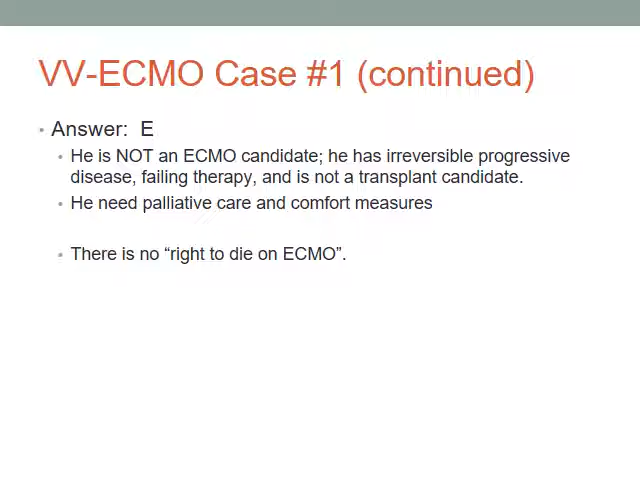 VV-ECMO Case #1 (continued)
• Answer:  E
• He is NOT an ECMO candidate; he has irreversible progressive
disease, failing therapy, and is not a transplant candidate.
• He need palliative care and comfort measures
• There is no “right to die on ECMO”.